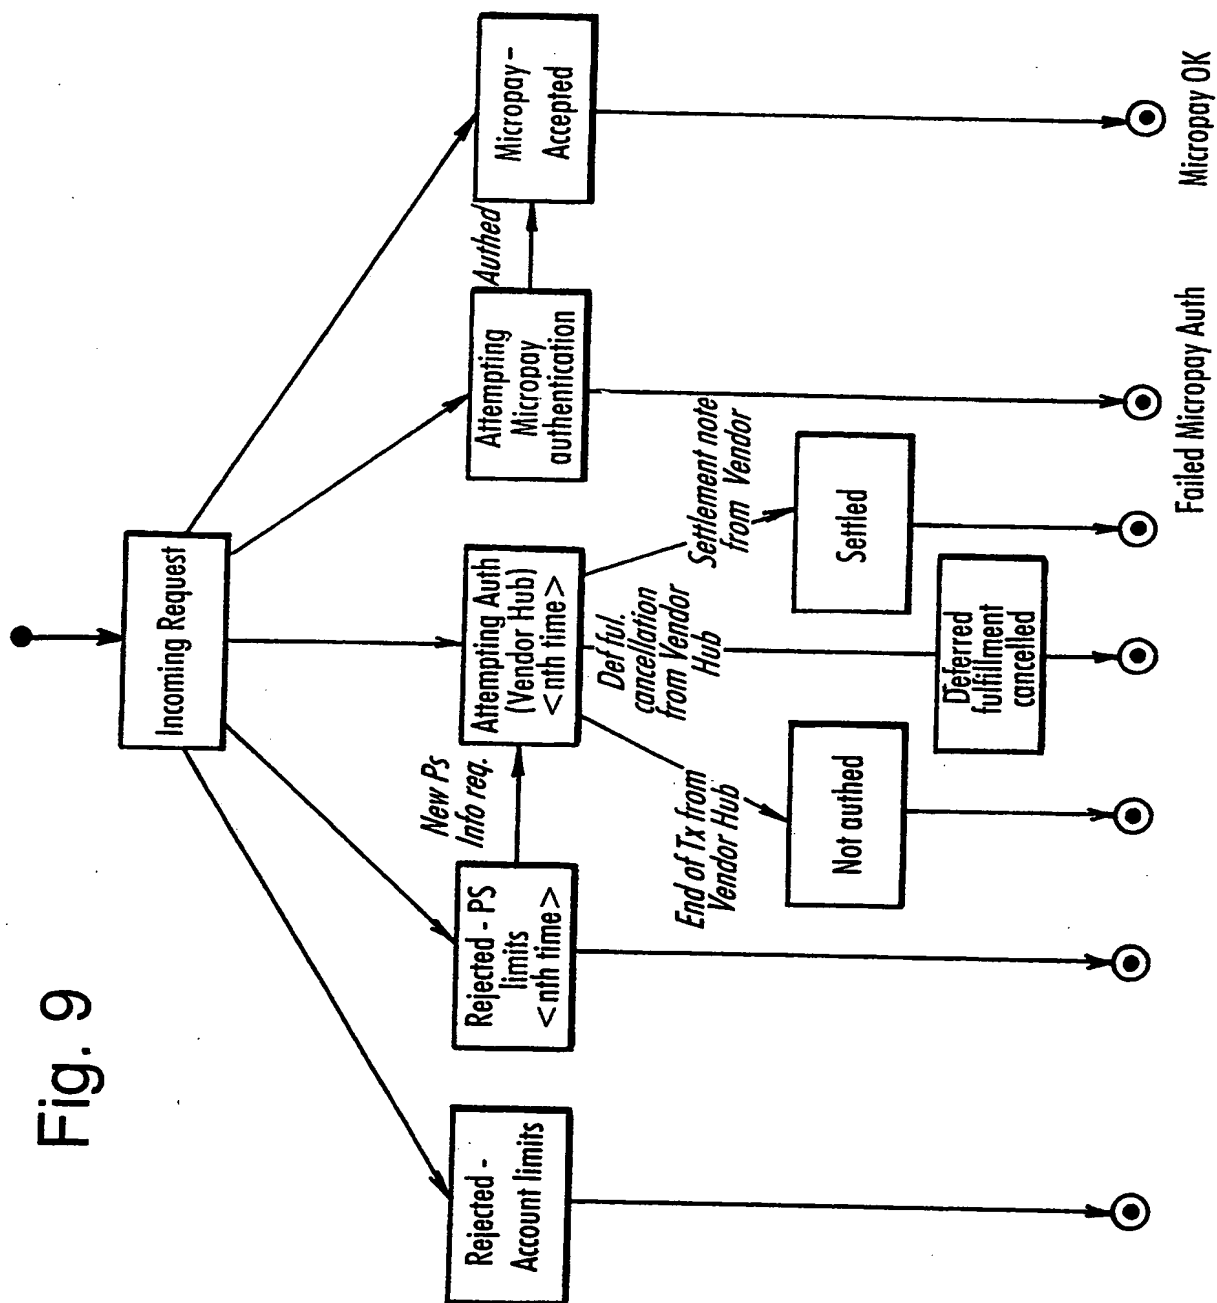 Fig. 9
Incoming Request
Rejected -
Account limits
Rejected - PS
limits
<nth time>
New Ps
Info req.
Attempting Auth
(Vendor Hub)
<nth time>
Attempting
Micropay
authentication
Authed
Micropay -
Accepted
End of Tx from
Vendor Hub
Def ful.
cancellation
from Vendor
Hub
Settlement note
from Vendor
Not authed
Deferred
fulfillment
cancelled
Settled
Failed Micropay Auth
Micropay OK